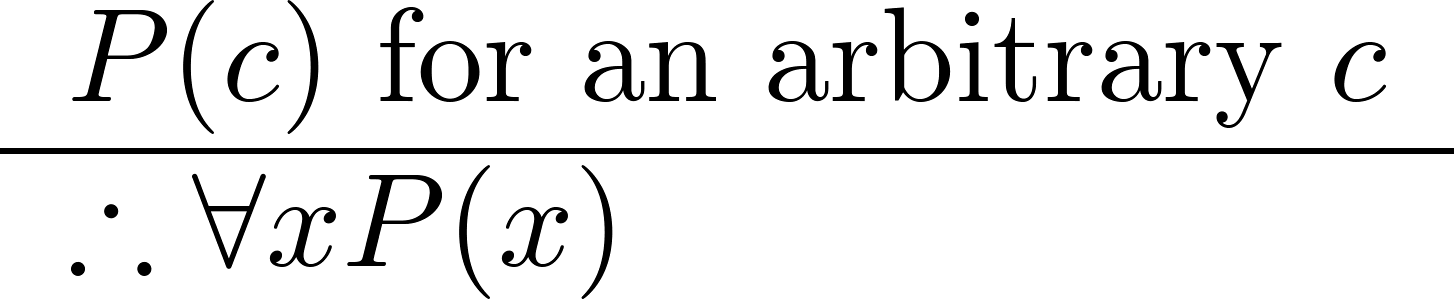 P(c) for an arbitrary c
∴ ∀xP(x)